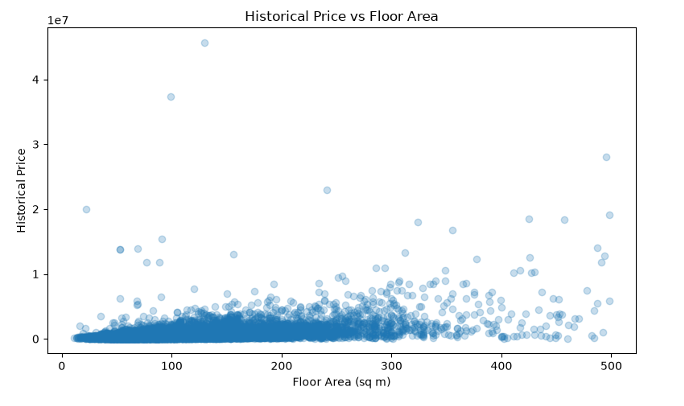 Historical Price vs Floor Area
1e7
4
3
2
1
0
Historical Price
0 100 200 300 400 500
Floor Area (sq m)